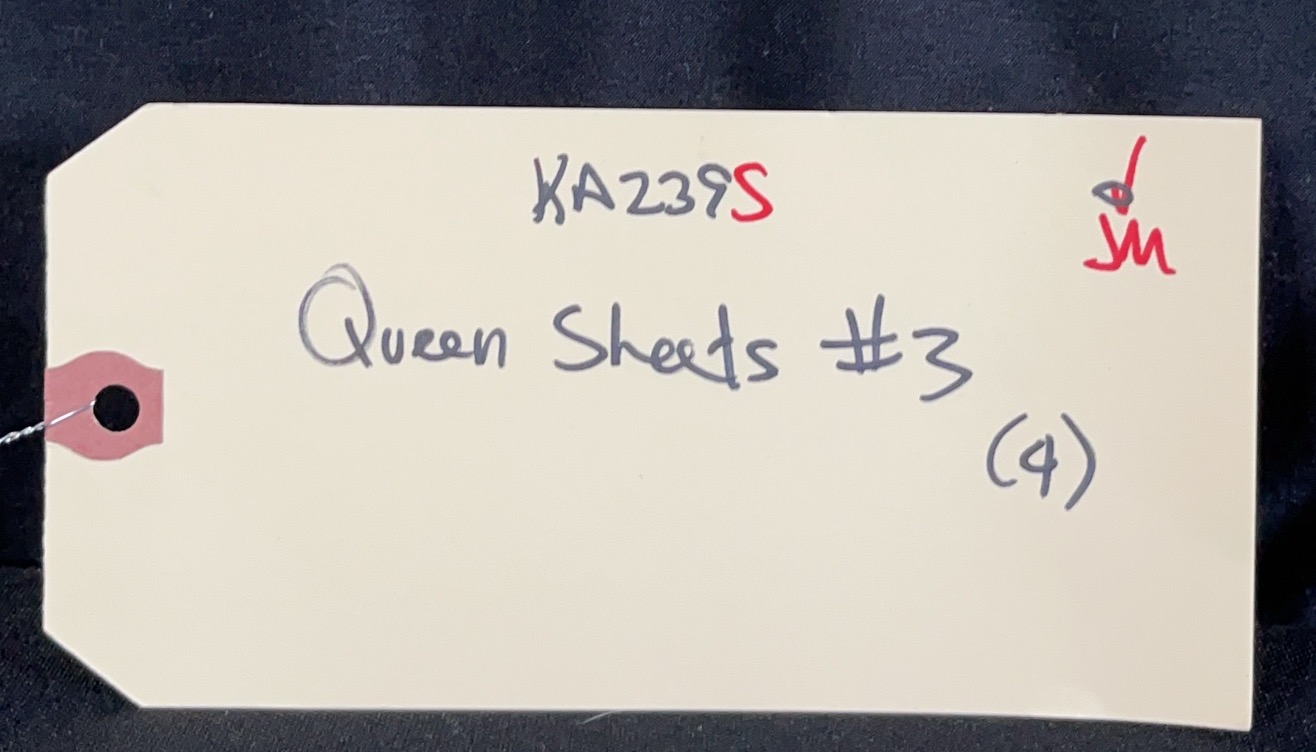 KA239S
JM
Queen Sheets #3
(4)